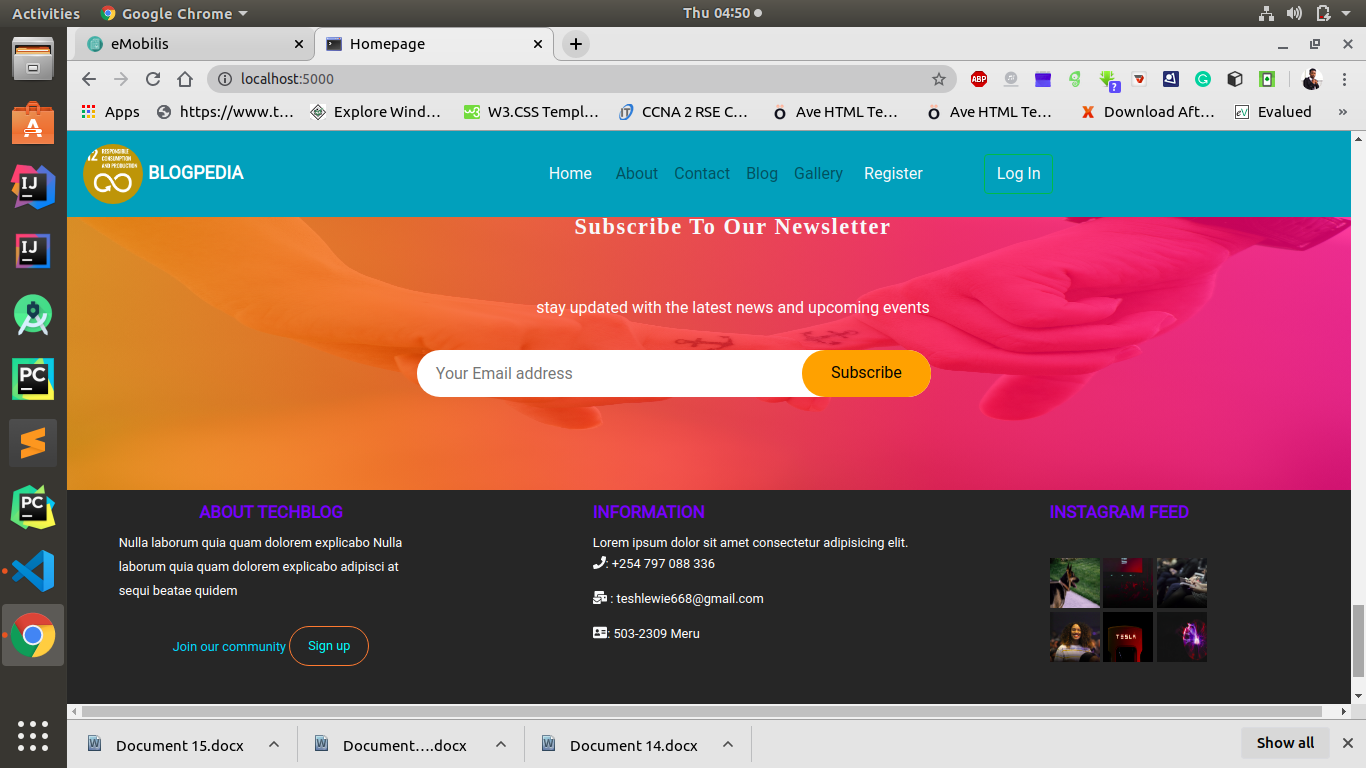 Activities Google Chrome Thu 04:50
eMobilis Homepage
localhost:5000
ABP ?
Apps https://www.t... Explore Wind... W3.CSS Templ... CCNA 2 RSE C... Ave HTML Te... Ave HTML Te... Download Aft... Evalued »
RESPONSIBLE
CONSUMPTION
AND PRODUCTION
BLOGPEDIA Home About Contact Blog Gallery Register Log In
Subscribe To Our Newsletter
stay updated with the latest news and upcoming events
Your Email address Subscribe
ABOUT TECHBLOG
Nulla laborum quia quam dolorem explicabo Nulla
laborum quia quam dolorem explicabo adipisci at
sequi beatae quidem
Join our community Sign up
INFORMATION
Lorem ipsum dolor sit amet consectetur adipisicing elit.
: +254 797 088 336
: teshlewie668@gmail.com
: 503-2309 Meru
INSTAGRAM FEED
TESLA
Document 15.docx Document....docx Document 14.docx Show all
IJ
IJ
PC
PC